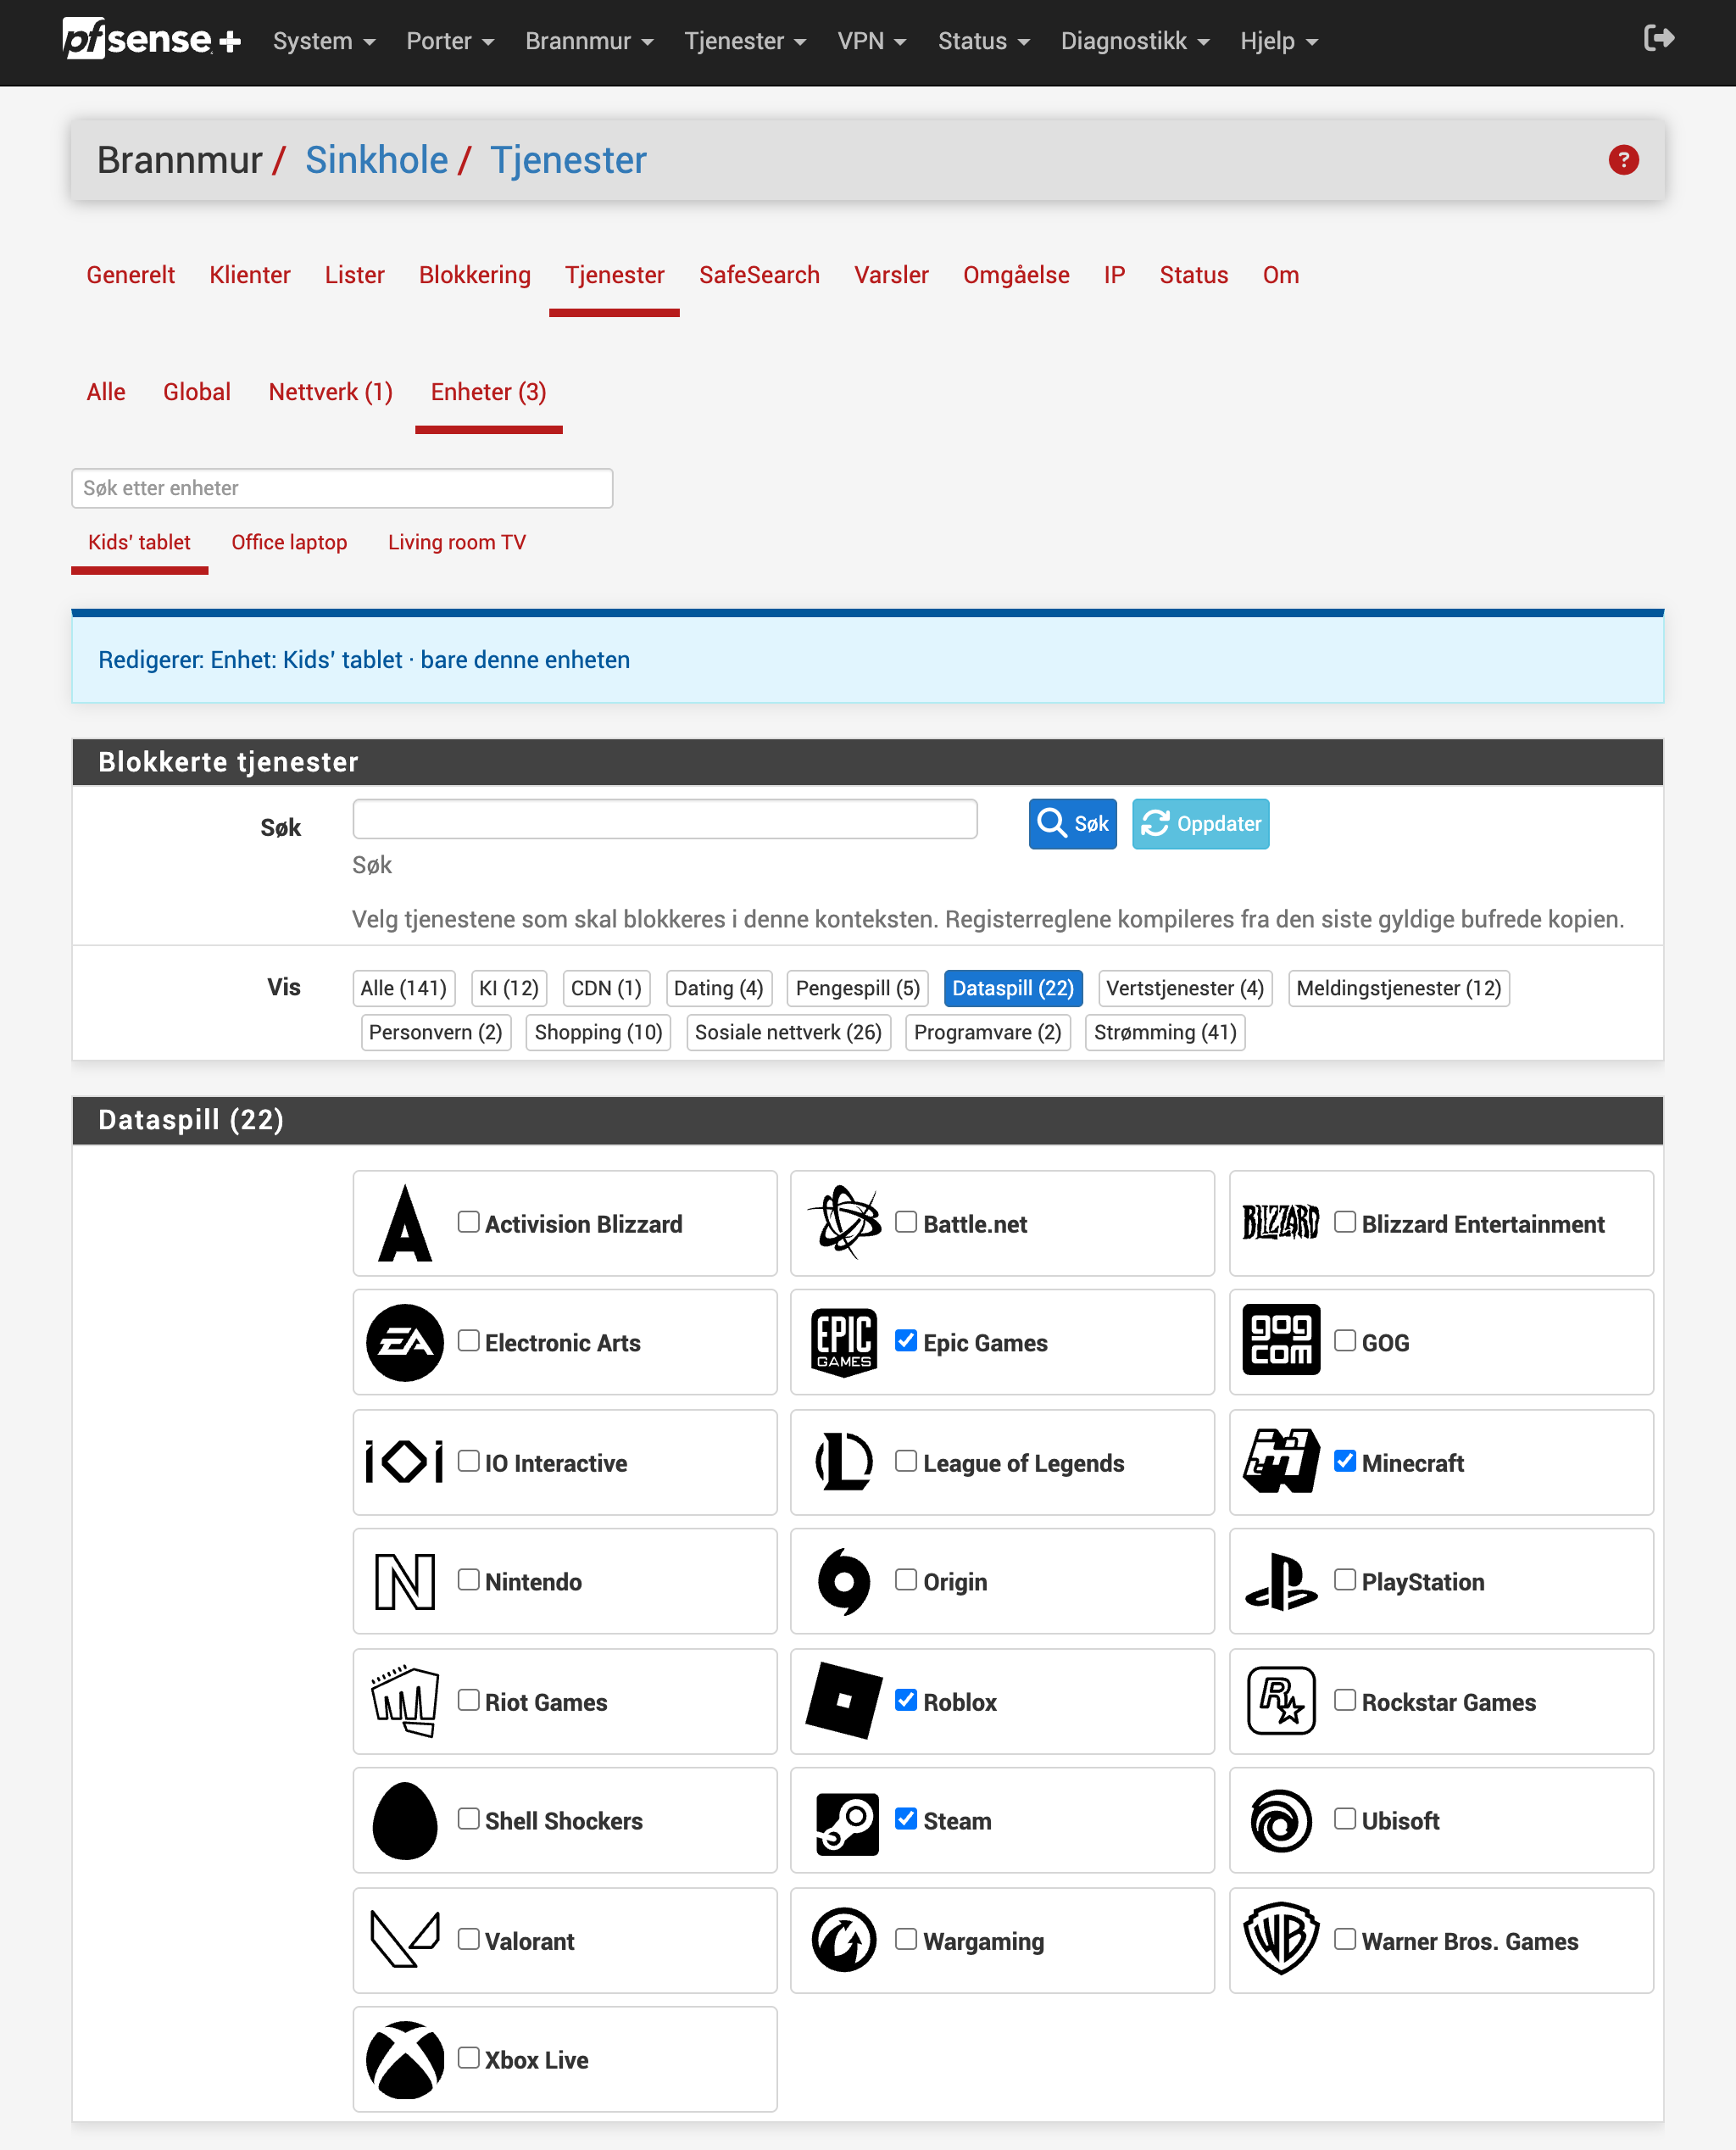 pfsense+ System Porter Brannmur Tjenester VPN Status Diagnostikk Hjelp
Brannmur / Sinkhole / Tjenester ?
Generelt Klienter Lister Blokkering Tjenester SafeSearch Varsler Omgåelse IP Status Om
Alle Global Nettverk (1) Enheter (3)
Søk etter enheter
Kids' tablet Office laptop Living room TV
Redigerer: Enhet: Kids' tablet · bare denne enheten
Blokkerte tjenester
Søk Søk Oppdater
Søk
Velg tjenestene som skal blokkeres i denne konteksten. Registerreglene kompileres fra den siste gyldige bufrede kopien.
Vis Alle (141) KI (12) CDN (1) Dating (4) Pengespill (5) Dataspill (22) Vertstjenester (4) Meldingstjenester (12)
Personvern (2) Shopping (10) Sosiale nettverk (26) Programvare (2) Strømming (41)
Dataspill (22)
Activision Blizzard Battle.net BLIZZARD Blizzard Entertainment
EA Electronic Arts EPIC GAMES Epic Games gog com GOG
IOI IO Interactive League of Legends Minecraft
N Nintendo Origin PlayStation
Riot Games Roblox R Rockstar Games
Shell Shockers Steam Ubisoft
Valorant Wargaming WB Warner Bros. Games
Xbox Live